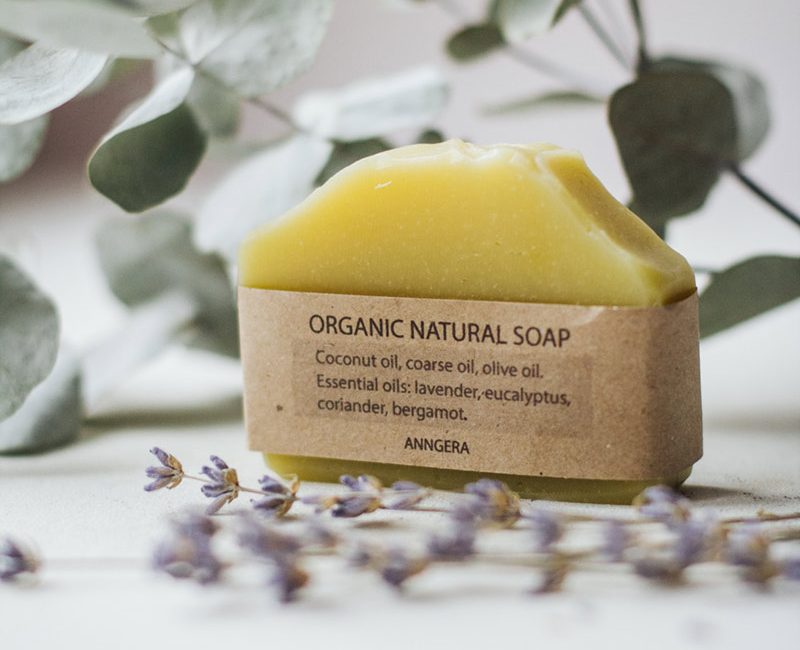 ORGANIC NATURAL SOAP
Coconut oil, coarse oil, olive oil.
Essential oils: lavender, eucalyptus,
coriander, bergamot.
ANNGERA